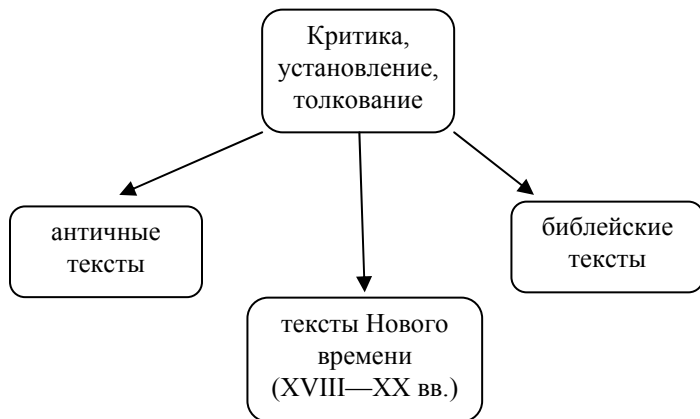 Критика,
установление,
толкование
античные
тексты
библейские
тексты
тексты Нового
времени
(XVIII—XX вв.)